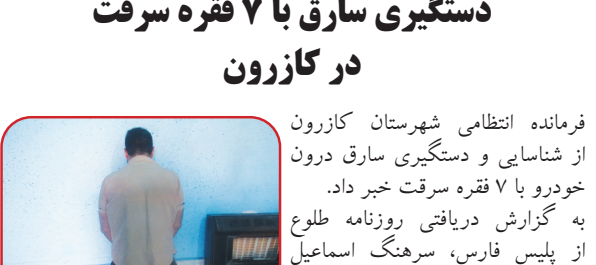 دستگیری سارق با ۷ فقره سرقت
در کازرون
فرمانده انتظامی شهرستان کازرون
از شناسایی و دستگیری سارق درون
خودرو با ۷ فقره سرقت خبر داد.
به گزارش دریافتی روزنامه طلوع
از پلیس فارس، سرهنگ اسماعیل